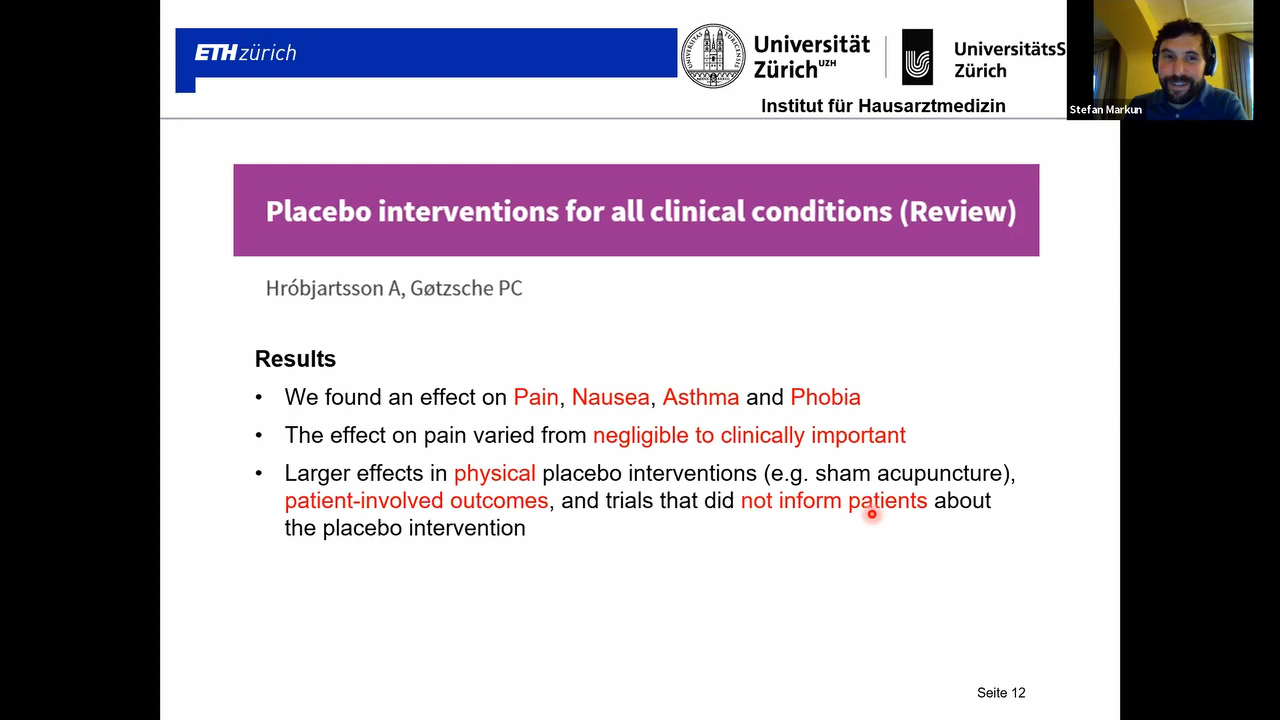 ETH zürich
Universität
Zürich UZH
UniversitätsS
Zürich
Institut für Hausarztmedizin
Stefan Markun
Placebo interventions for all clinical conditions (Review)
Hróbjartsson A, Gøtzsche PC
Results
• We found an effect on Pain, Nausea, Asthma and Phobia
• The effect on pain varied from negligible to clinically important
• Larger effects in physical placebo interventions (e.g. sham acupuncture),
patient-involved outcomes, and trials that did not inform patients about
the placebo intervention
Seite 12